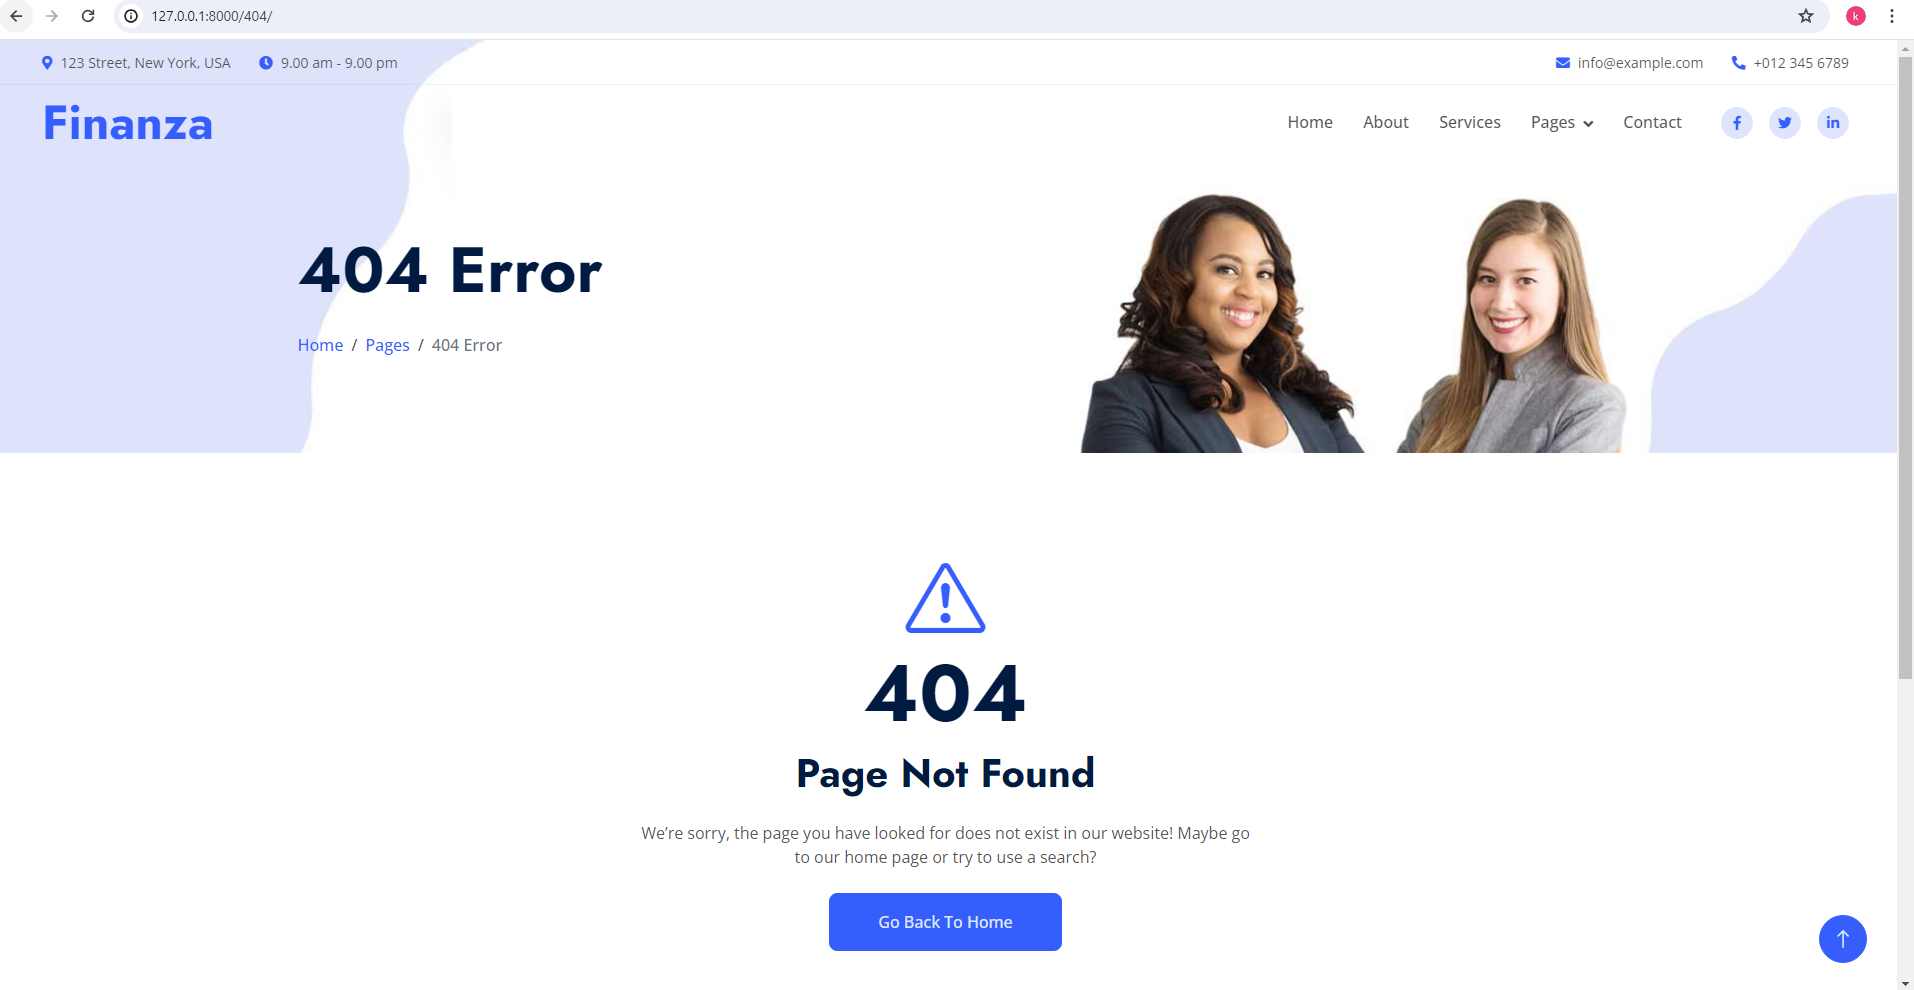 127.0.0.1:8000/404/
k
123 Street, New York, USA
9.00 am - 9.00 pm
info@example.com
+012 345 6789
Finanza
Home
About
Services
Pages
Contact
404 Error
Home / Pages / 404 Error
404
Page Not Found
We’re sorry, the page you have looked for does not exist in our website! Maybe go
to our home page or try to use a search?
Go Back To Home